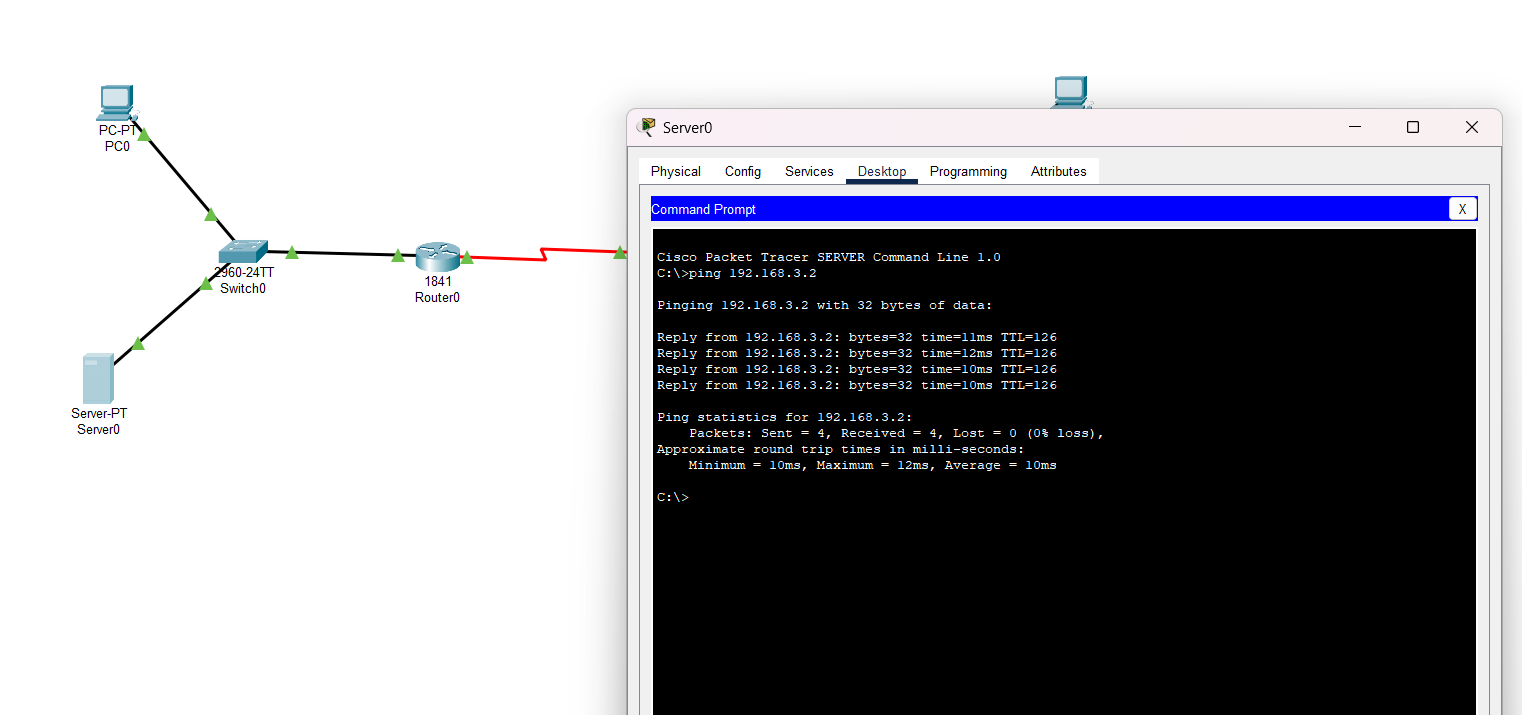 PC-PT
PC0
2960-24TT
Switch0
1841
Router0
Server-PT
Server0
Server0
Physical Config Services Desktop Programming Attributes
Command Prompt
X
Cisco Packet Tracer SERVER Command Line 1.0
C:\>ping 192.168.3.2
Pinging 192.168.3.2 with 32 bytes of data:
Reply from 192.168.3.2: bytes=32 time=11ms TTL=126
Reply from 192.168.3.2: bytes=32 time=12ms TTL=126
Reply from 192.168.3.2: bytes=32 time=10ms TTL=126
Reply from 192.168.3.2: bytes=32 time=10ms TTL=126
Ping statistics for 192.168.3.2:
Packets: Sent = 4, Received = 4, Lost = 0 (0% loss),
Approximate round trip times in milli-seconds:
Minimum = 10ms, Maximum = 12ms, Average = 10ms
C:\>